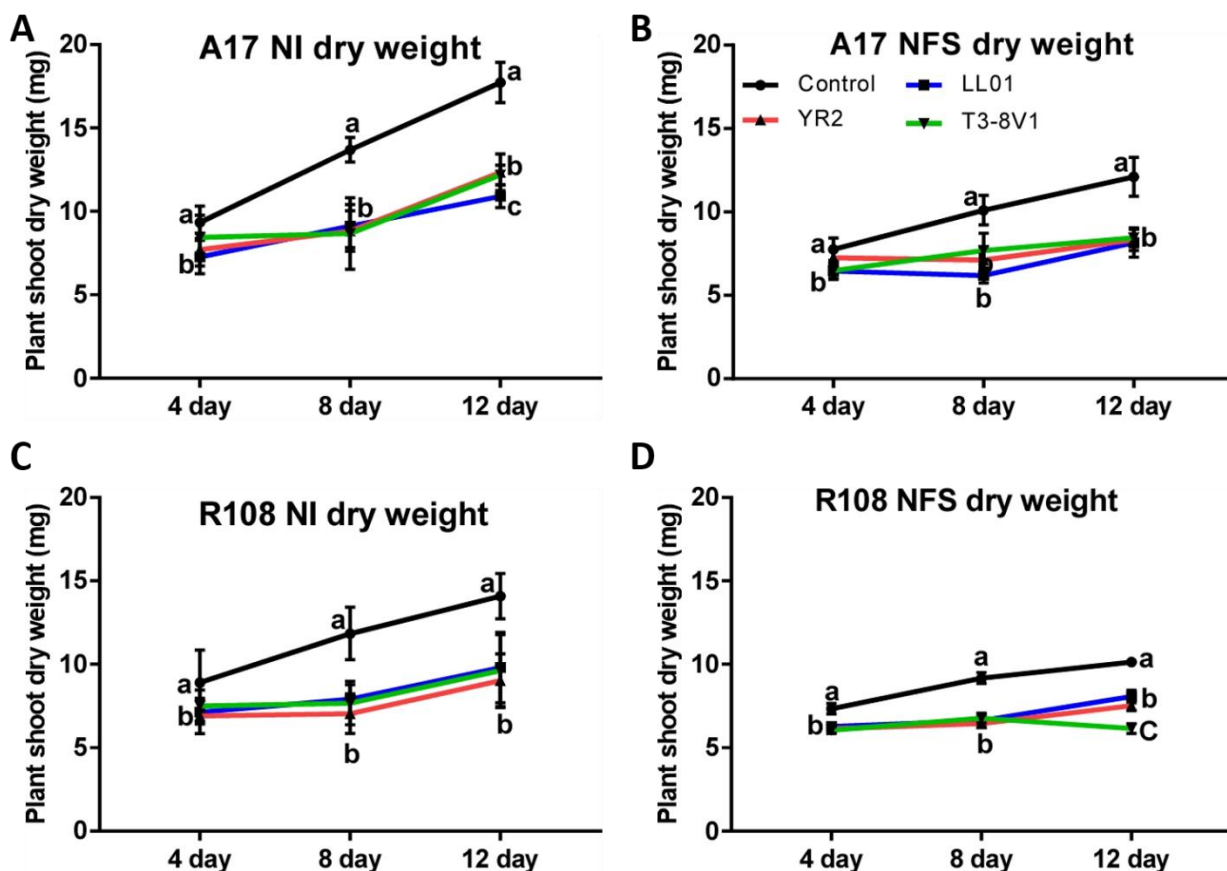 A
A17 NI dry weight
Plant shoot dry weight (mg)
20
15
10
5
0
a
b
a
b
a
b
c
4 day
8 day
12 day
B
A17 NFS dry weight
Control
LL01
YR2
T3-8V1
Plant shoot dry weight (mg)
20
15
10
5
0
a
b
a
b
b
a
b
4 day
8 day
12 day
C
R108 NI dry weight
Plant shoot dry weight (mg)
20
15
10
5
0
a
b
a
b
a
b
4 day
8 day
12 day
D
R108 NFS dry weight
Plant shoot dry weight (mg)
20
15
10
5
0
a
b
a
b
a
b
C
4 day
8 day
12 day